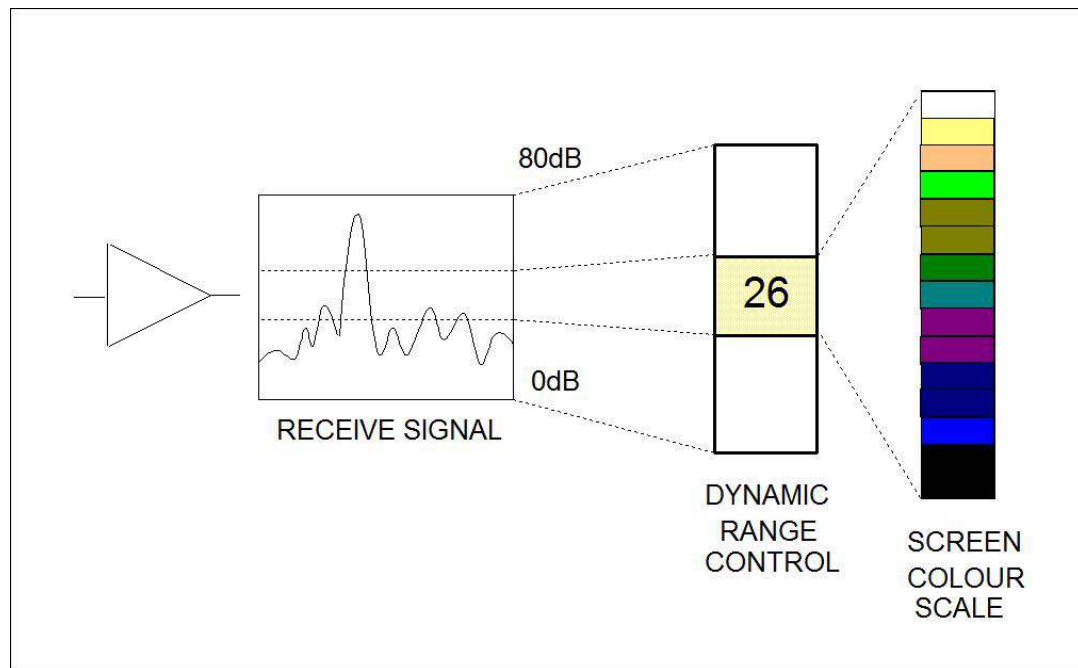 80dB
26
0dB
RECEIVE SIGNAL
DYNAMIC
RANGE
CONTROL
SCREEN
COLOUR
SCALE